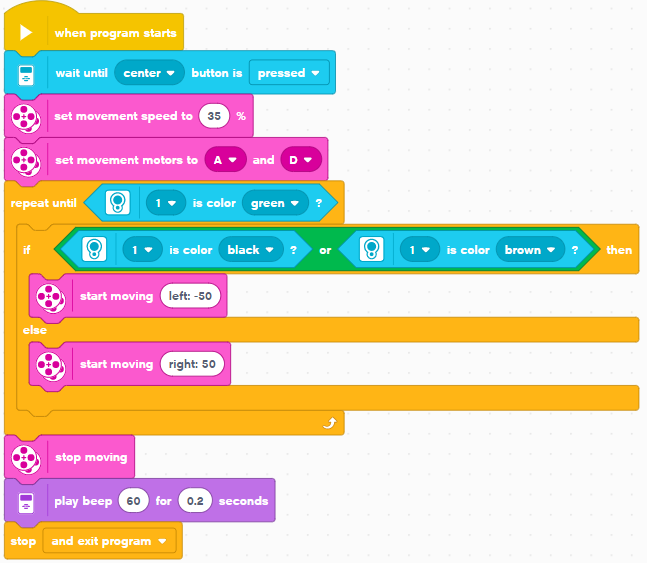 when program starts
wait until center button is pressed
set movement speed to 35 %
set movement motors to A and D
repeat until 1 is color green ?
if 1 is color black ? or 1 is color brown ? then
start moving left: -50
else
start moving right: 50
stop moving
play beep 60 for 0.2 seconds
stop and exit program